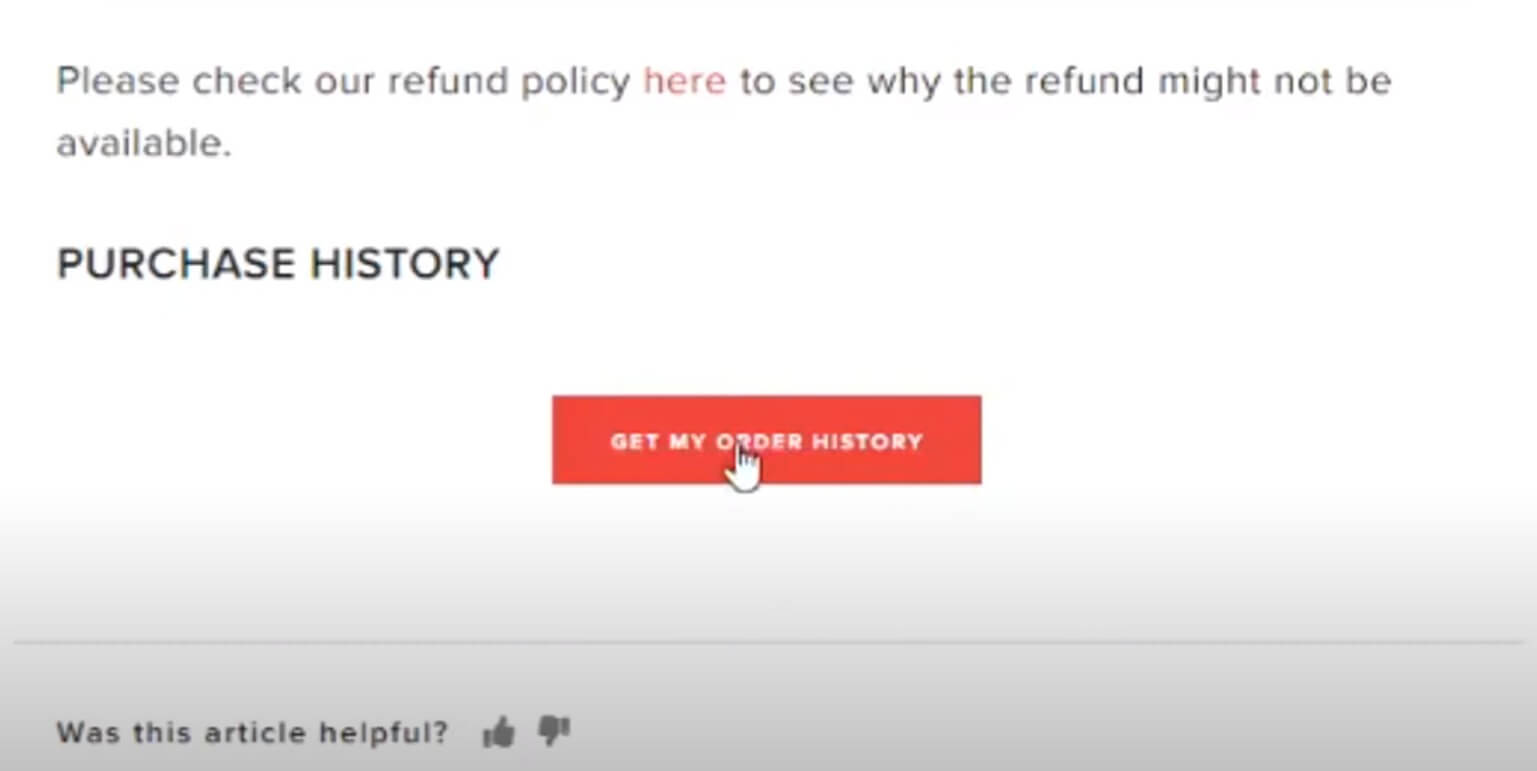 Please check our refund policy here to see why the refund might not be
available.
PURCHASE HISTORY
GET MY ORDER HISTORY
Was this article helpful?